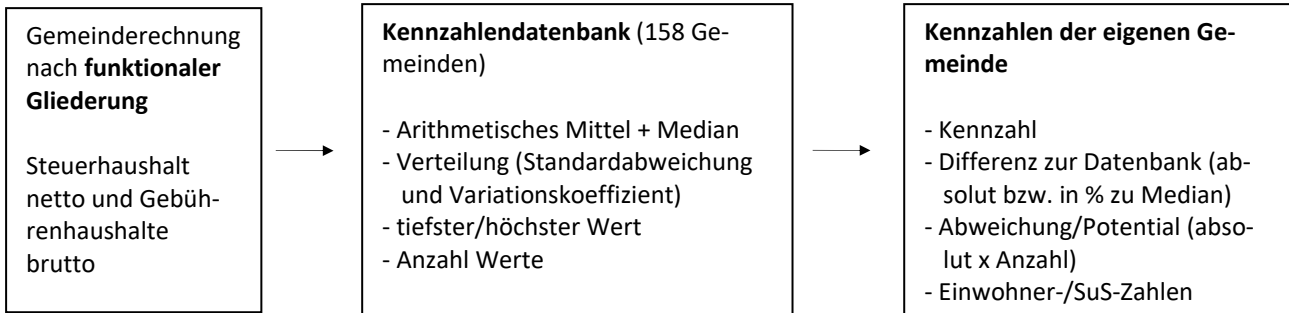 Gemeinderechnung
nach funktionaler
Gliederung
Steuerhaushalt
netto und Gebüh-
renhaushalte
brutto
Kennzahlendatenbank (158 Ge-
meinden)
- Arithmetisches Mittel + Median
- Verteilung (Standardabweichung
und Variationskoeffizient)
- tiefster/höchster Wert
- Anzahl Werte
Kennzahlen der eigenen Ge-
meinde
- Kennzahl
- Differenz zur Datenbank (ab-
solut bzw. in % zu Median)
- Abweichung/Potential (abso-
lut x Anzahl)
- Einwohner-/SuS-Zahlen